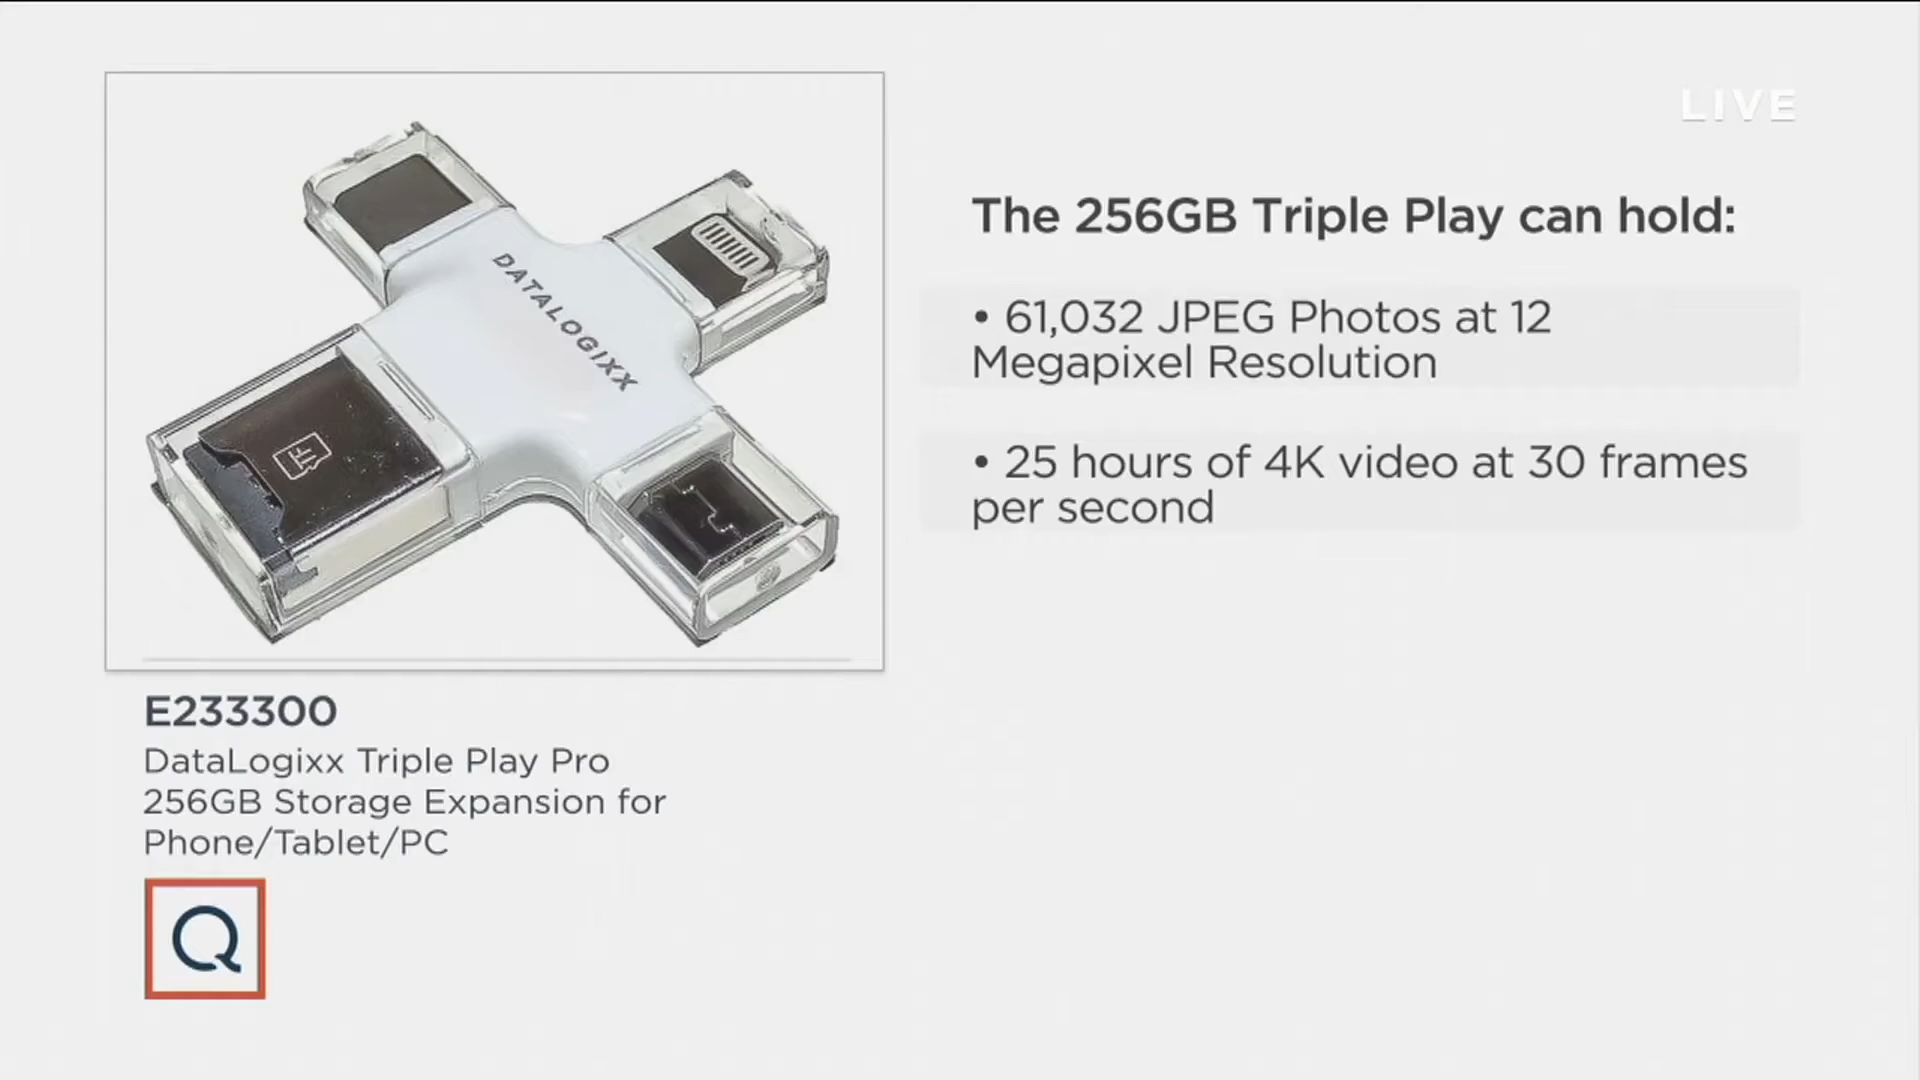 LIVE
The 256GB Triple Play can hold:
• 61,032 JPEG Photos at 12
Megapixel Resolution
• 25 hours of 4K video at 30 frames
per second
DATALOGIXX
TF
E233300
DataLogixx Triple Play Pro
256GB Storage Expansion for
Phone/Tablet/PC
Q